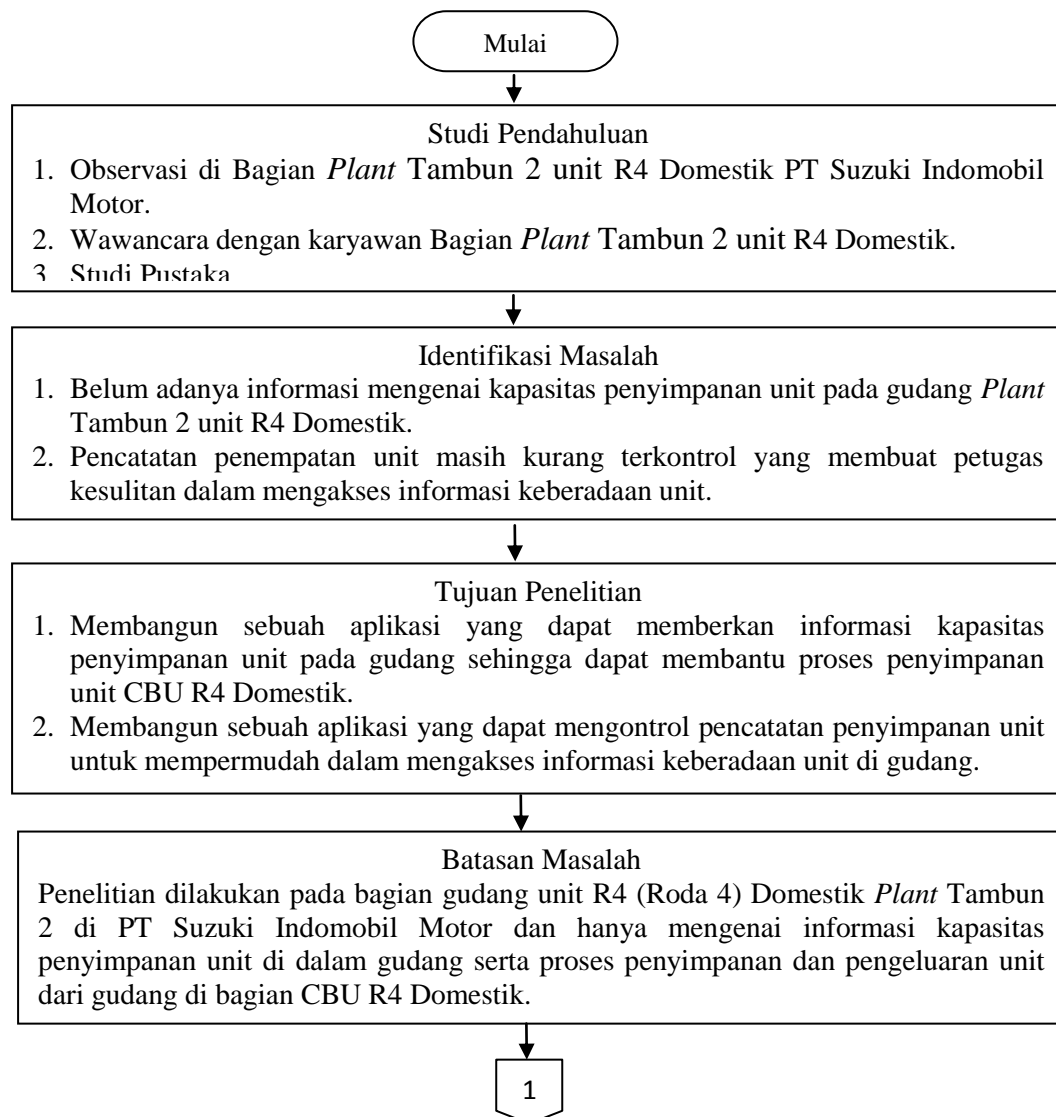 Mulai
Studi Pendahuluan
1. Observasi di Bagian Plant Tambun 2 unit R4 Domestik PT Suzuki Indomobil
Motor.
2. Wawancara dengan karyawan Bagian Plant Tambun 2 unit R4 Domestik.
3 Studi Pustaka
Identifikasi Masalah
1. Belum adanya informasi mengenai kapasitas penyimpanan unit pada gudang Plant
Tambun 2 unit R4 Domestik.
2. Pencatatan penempatan unit masih kurang terkontrol yang membuat petugas
kesulitan dalam mengakses informasi keberadaan unit.
Tujuan Penelitian
1. Membangun sebuah aplikasi yang dapat memberkan informasi kapasitas
penyimpanan unit pada gudang sehingga dapat membantu proses penyimpanan
unit CBU R4 Domestik.
2. Membangun sebuah aplikasi yang dapat mengontrol pencatatan penyimpanan unit
untuk mempermudah dalam mengakses informasi keberadaan unit di gudang.
Batasan Masalah
Penelitian dilakukan pada bagian gudang unit R4 (Roda 4) Domestik Plant Tambun
2 di PT Suzuki Indomobil Motor dan hanya mengenai informasi kapasitas
penyimpanan unit di dalam gudang serta proses penyimpanan dan pengeluaran unit
dari gudang di bagian CBU R4 Domestik.
1